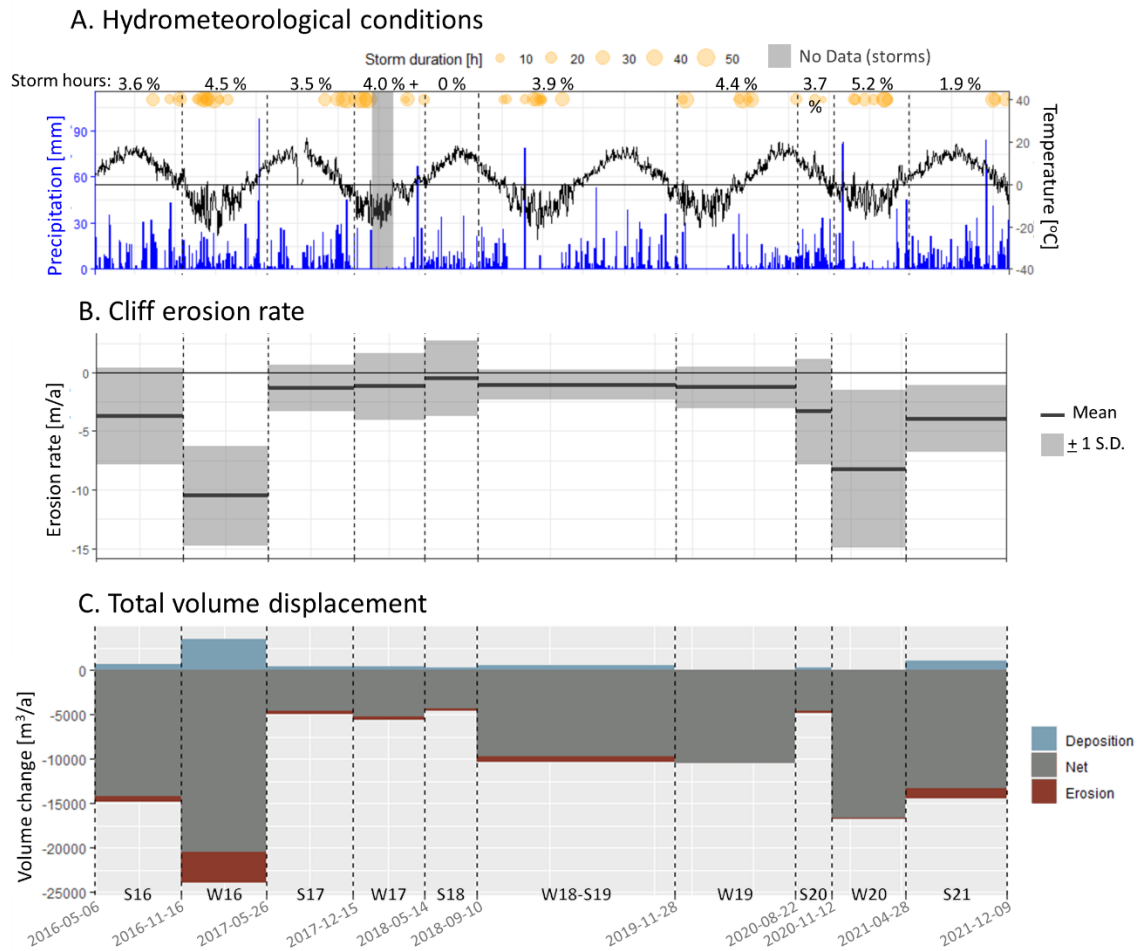 A. Hydrometeorological conditions
Storm duration [h] 10 20 30 40 50 No Data (storms)
Storm hours: 3.6 % 4.5 % 3.5 % 4.0 % + 0 % 3.9 % 4.4 % 3.7 % 5.2 % 1.9 %
Precipitation [mm]
90
60
30
0
Temperature [°C]
40
20
0
-20
-40
B. Cliff erosion rate
Erosion rate [m/a]
0
-5
-10
-15
Mean
± 1 S.D.
C. Total volume displacement
Volume change [m³/a]
0
-5000
-10000
-15000
-20000
-25000
Deposition
Net
Erosion
S16 W16 S17 W17 S18 W18-S19 W19 S20 W20 S21
2016-05-06 2016-11-16 2017-05-26 2017-12-15 2018-05-14 2018-09-10 2019-11-28 2020-08-22 2020-11-12 2021-04-28 2021-12-09